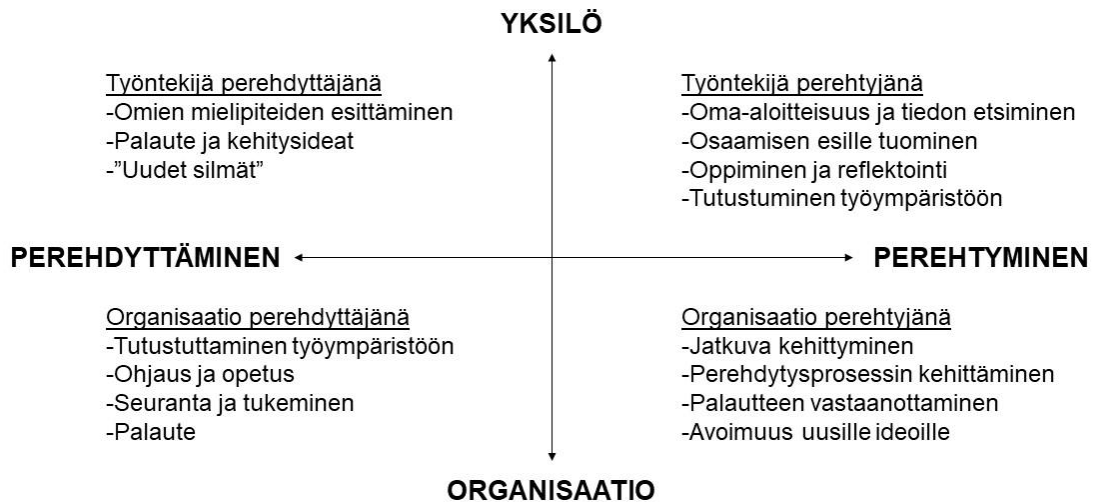 YKSILÖ
Työntekijä perehdyttäjänä
-Omien mielipiteiden esittäminen
-Palaute ja kehitysideat
-”Uudet silmät”
Työntekijä perehtyjänä
-Oma-aloitteisuus ja tiedon etsiminen
-Osaamisen esille tuominen
-Oppiminen ja reflektointi
-Tutustuminen työympäristöön
PEREHDYTTÄMINEN
PEREHTYMINEN
Organisaatio perehdyttäjänä
-Tutustuttaminen työympäristöön
-Ohjaus ja opetus
-Seuranta ja tukeminen
-Palaute
Organisaatio perehtyjänä
-Jatkuva kehittyminen
-Perehdytysprosessin kehittäminen
-Palautteen vastaanottaminen
-Avoimuus uusille ideoille
ORGANISAATIO